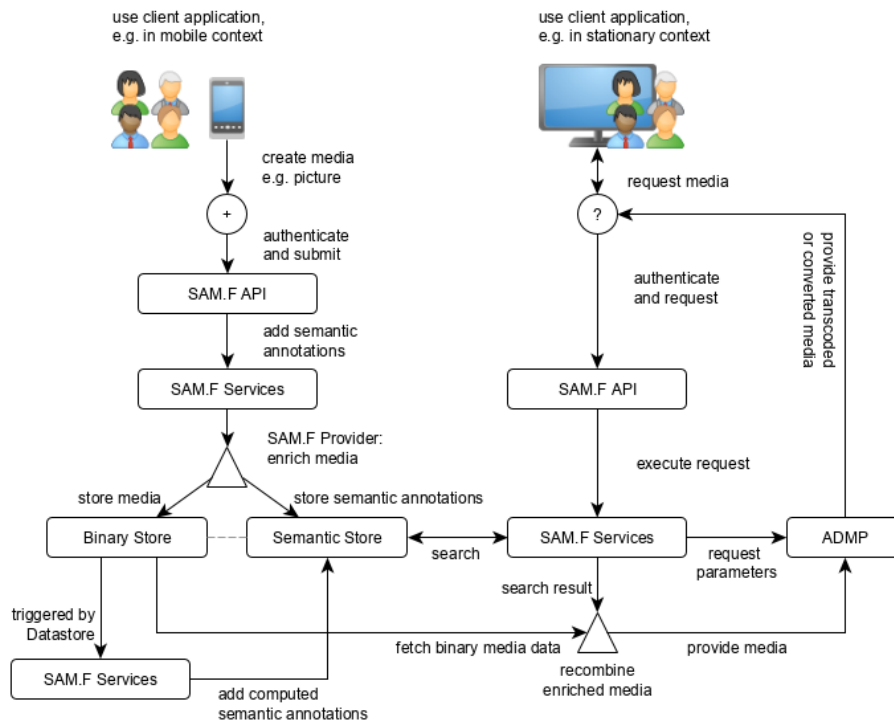 use client application,
e.g. in mobile context
use client application,
e.g. in stationary context
create media
e.g. picture
request media
+
?
authenticate
and submit
provide transcoded
or converted media
SAM.F API
authenticate
and request
add semantic
annotations
SAM.F Services
SAM.F API
SAM.F Provider:
enrich media
execute request
store media
store semantic annotations
Binary Store
Semantic Store
SAM.F Services
ADMP
search
request
parameters
search result
triggered by
Datastore
fetch binary media data
provide media
recombine
enriched media
SAM.F Services
add computed
semantic annotations